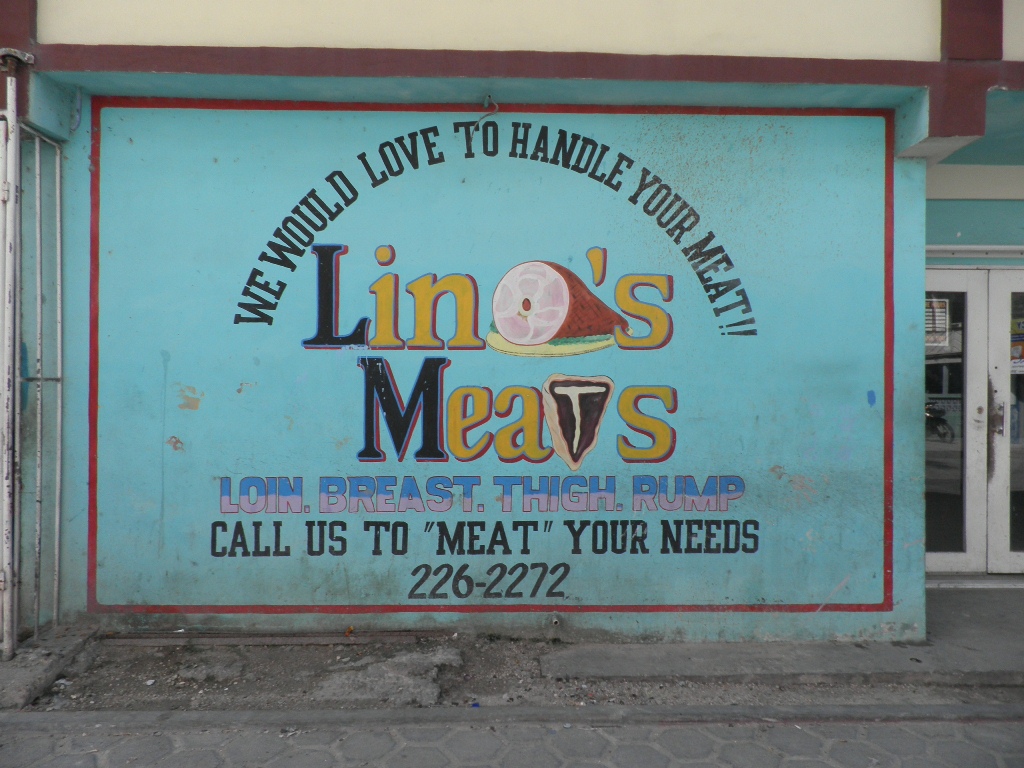 WE WOULD LOVE TO HANDLE YOUR MEAT!!
Lino's
Meats
LOIN. BREAST. THIGH. RUMP
CALL US TO "MEAT" YOUR NEEDS
226-2272